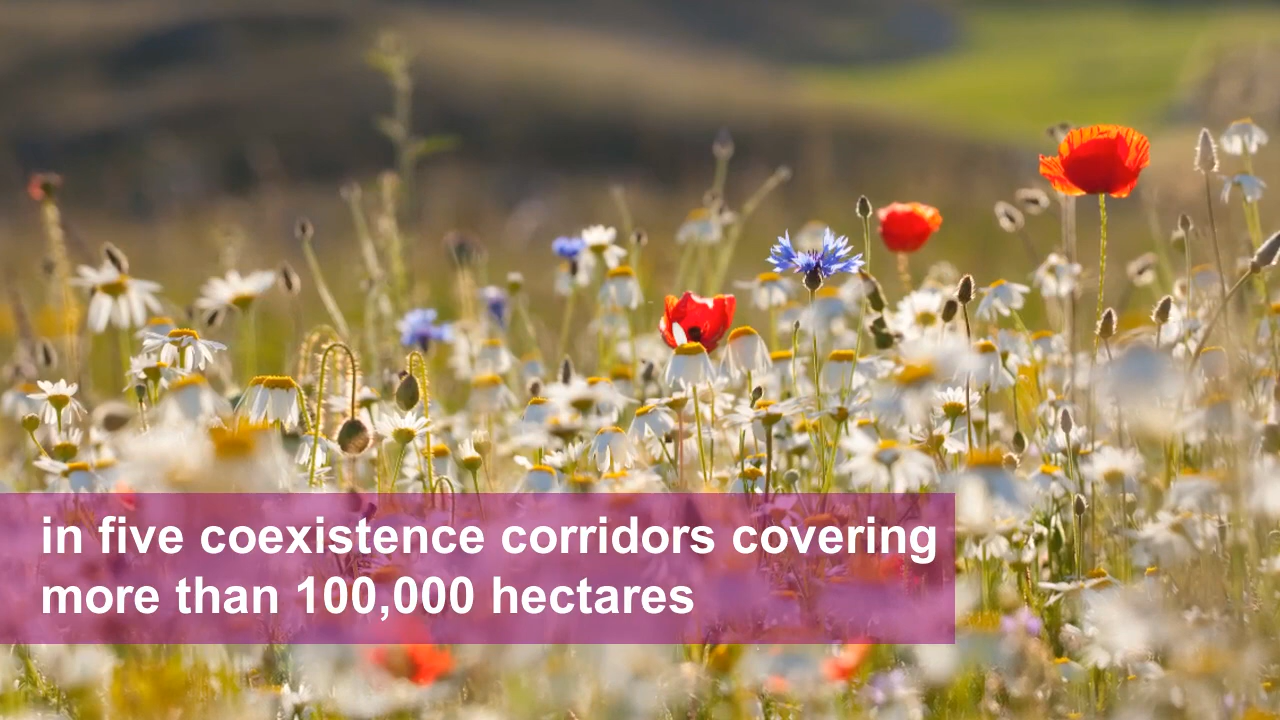 in five coexistence corridors covering
more than 100,000 hectares